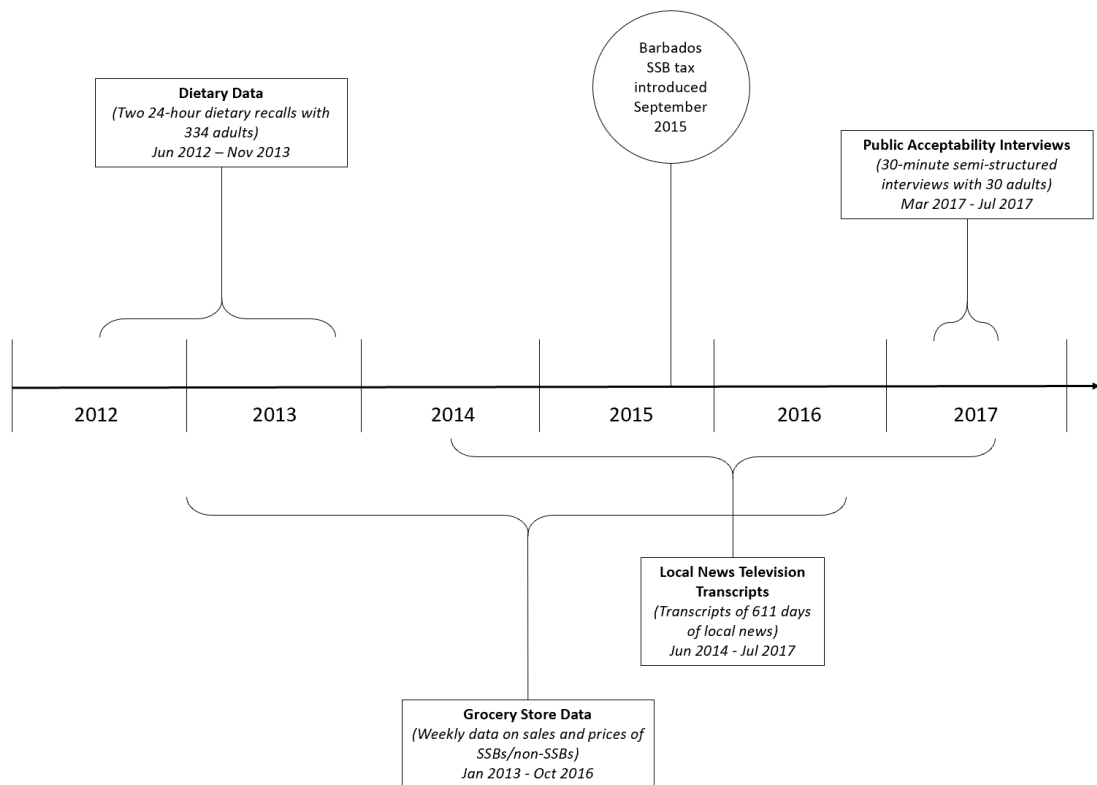 Barbados
SSB tax
introduced
September
2015
Dietary Data
(Two 24-hour dietary recalls with
334 adults)
Jun 2012 – Nov 2013
Public Acceptability Interviews
(30-minute semi-structured
interviews with 30 adults)
Mar 2017 - Jul 2017
2012
2013
2014
2015
2016
2017
Local News Television
Transcripts
(Transcripts of 611 days
of local news)
Jun 2014 - Jul 2017
Grocery Store Data
(Weekly data on sales and prices of
SSBs/non-SSBs)
Jan 2013 - Oct 2016